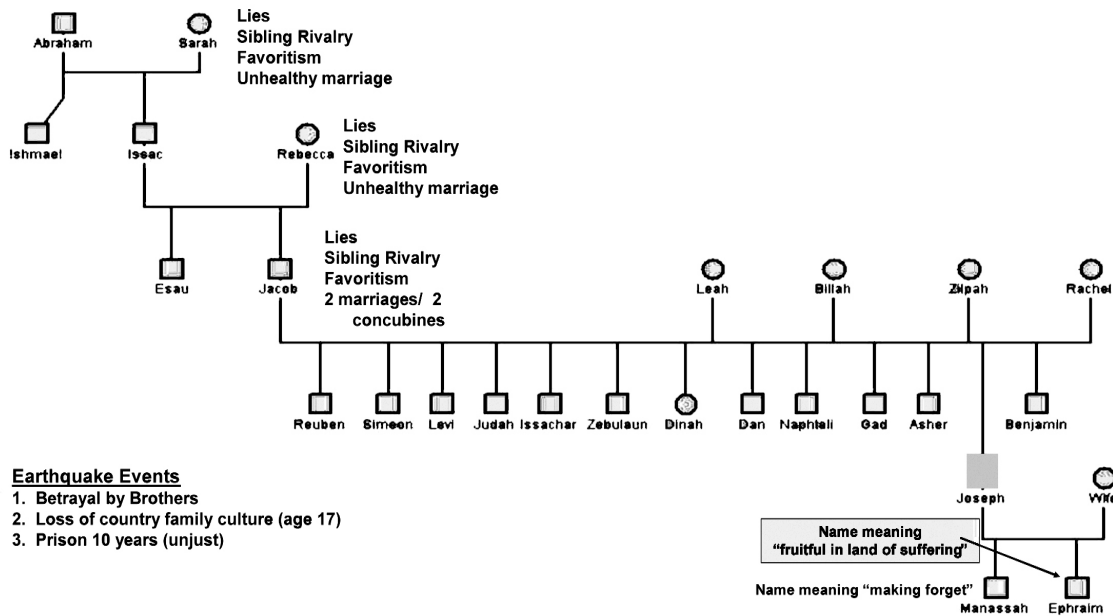 Abraham
Sarah
Lies
Sibling Rivalry
Favoritism
Unhealthy marriage
Ishmael
Issac
Rebecca
Lies
Sibling Rivalry
Favoritism
Unhealthy marriage
Esau
Jacob
Lies
Sibling Rivalry
Favoritism
2 marriages/ 2
concubines
Leah
Billah
Zilpah
Rachel
Reuben
Simeon
Levi
Judah
Issachar
Zebulaun
Dinah
Dan
Naphtali
Gad
Asher
Benjamin
Joseph
Wife
Earthquake Events
1. Betrayal by Brothers
2. Loss of country family culture (age 17)
3. Prison 10 years (unjust)
Name meaning
“fruitful in land of suffering”
Name meaning “making forget”
Manassah
Ephraim